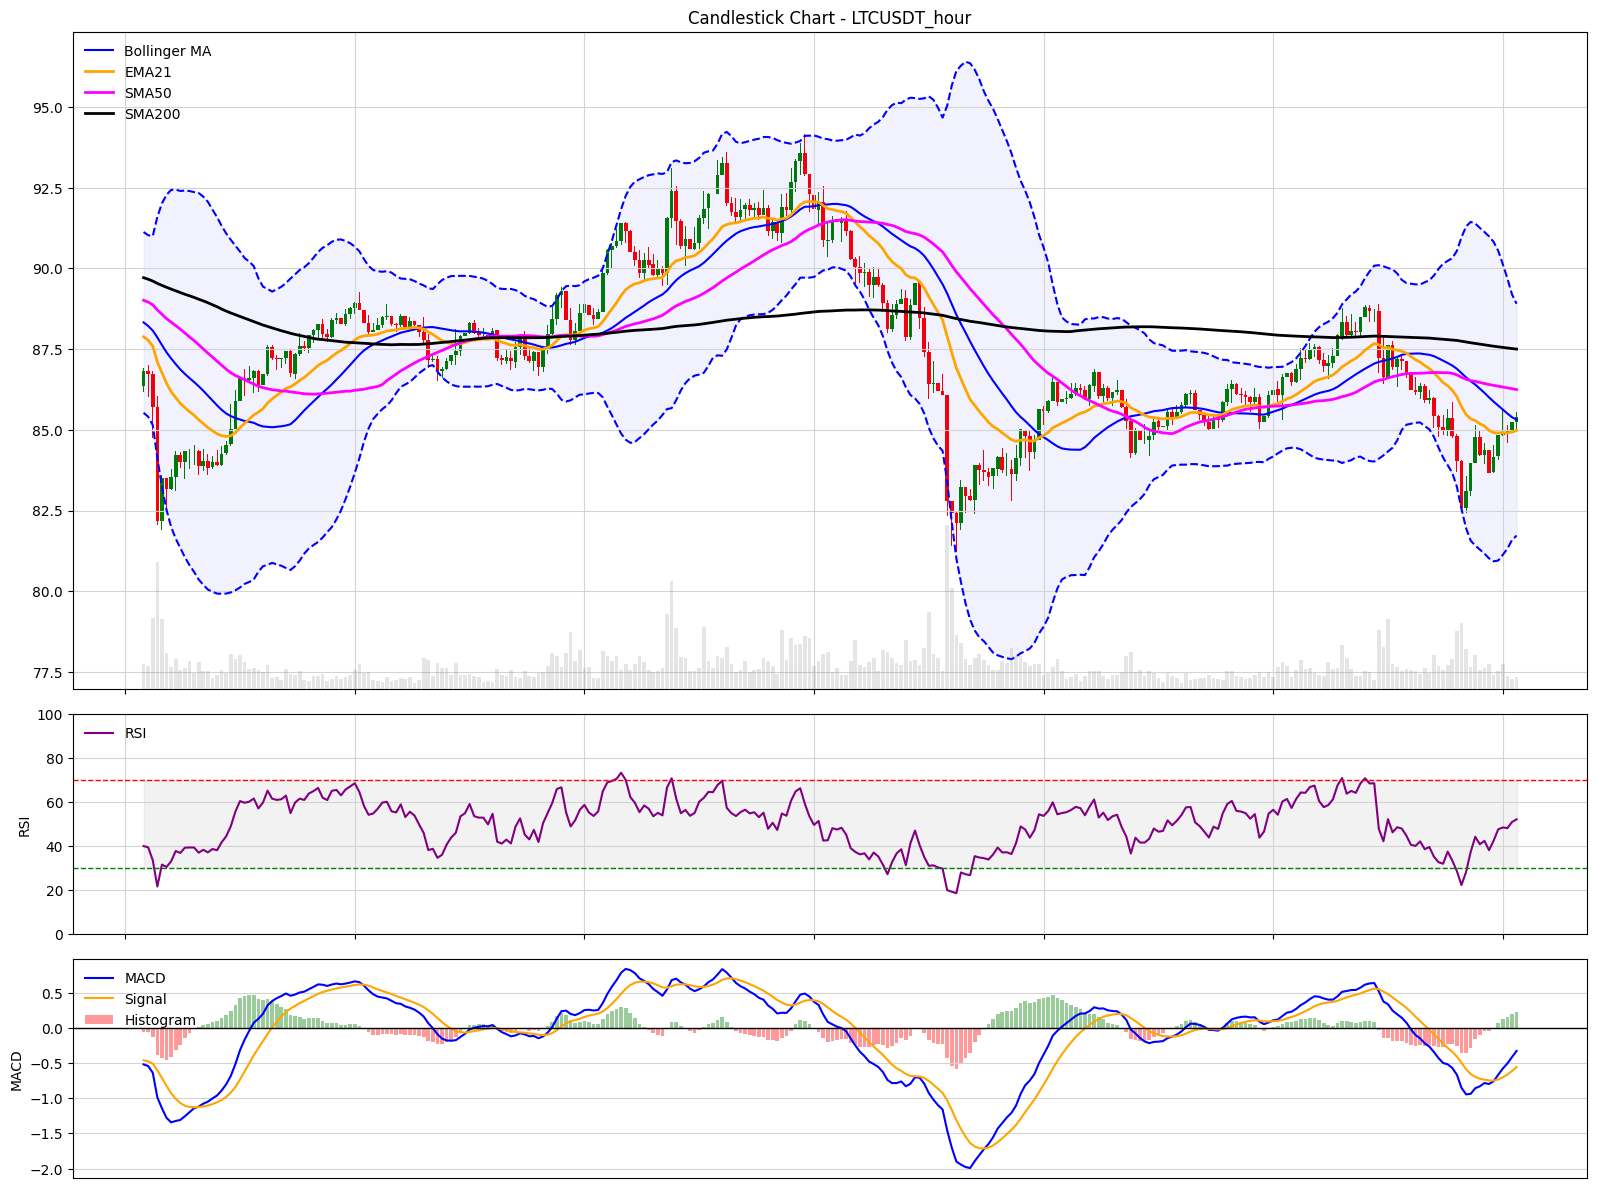 Candlestick Chart - LTCUSDT_hour
Bollinger MA
EMA21
SMA50
SMA200
95.0
92.5
90.0
87.5
85.0
82.5
80.0
77.5
RSI
100
80
60
40
20
0
RSI
MACD
Signal
Histogram
0.5
0.0
−0.5
−1.0
−1.5
−2.0
MACD